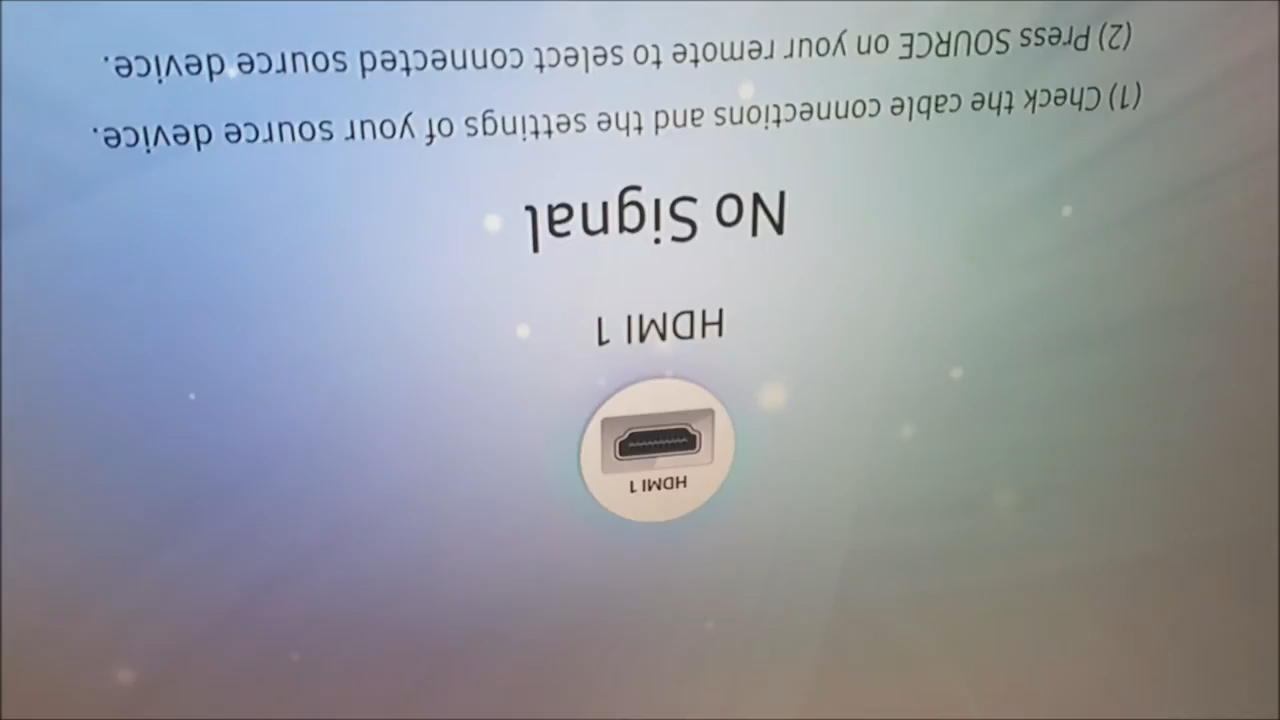 HDMI 1
HDMI 1
No Signal
(1) Check the cable connections and the settings of your source device.
(2) Press SOURCE on your remote to select connected source device.